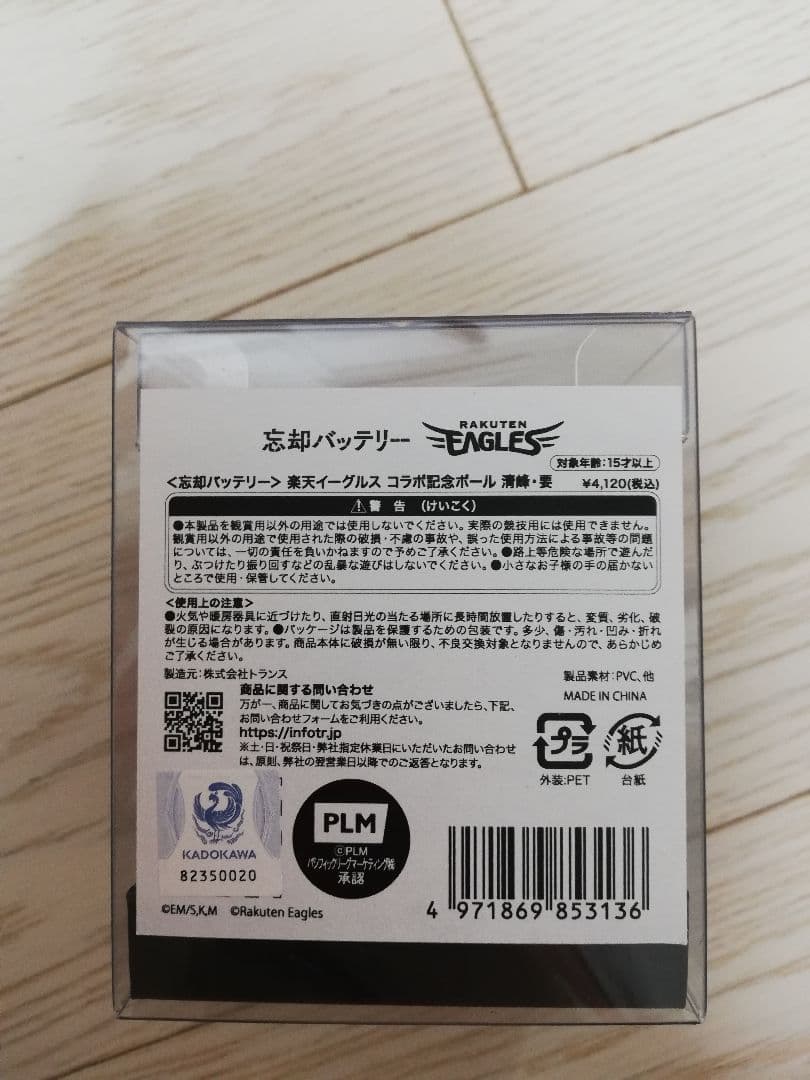 忘却バッテリー RAKUTEN EAGLES
対象年齢:15才以上
<忘却バッテリー> 楽天イーグルス コラボ記念ボール 清峰・要 ¥4,120(税込)
⚠警 告 (けいこく)
●本製品を観賞用以外の用途では使用しないでください。実際の競技用には使用できません。
観賞用以外の用途で使用された際の破損・不慮の事故や、誤った使用方法による事故等の問題
については、一切の責任を負いかねますので予めご了承ください。●路上等危険な場所で遊んだ
り、ぶつけたり振り回すなどの乱暴な遊びはしないでください。●小さなお子様の手の届かない
ところで使用・保管してください。
<使用上の注意>
●火気や暖房器具に近づけたり、直射日光の当たる場所に長時間放置したりすると、変質、劣化、破
裂の原因になります。●パッケージは製品を保護するための包装です。多少、傷・汚れ・凹み・折れ
が生じる場合があります。商品本体に破損が無い限り、不良交換対象となりませんので、あらかじめ
ご了承ください。
製造元:株式会社トランス
製品素材:PVC、他
MADE IN CHINA
商品に関する問い合わせ
万が一、商品に関してお気づきの点がございましたら、下記、
お問い合わせフォームをご利用ください。
https://infotr.jp
※土・日・祝祭日・弊社指定休業日にいただいたお問い合わせ
は、原則、弊社の翌営業日以降でのご返答となります。
プラ
外装:PET
紙
台紙
KADOKAWA
82350020
PLM
©PLM
パシフィックリーグマーケティング㈱
承認
©EM/S,K,M ©Rakuten Eagles
4 971869 853136